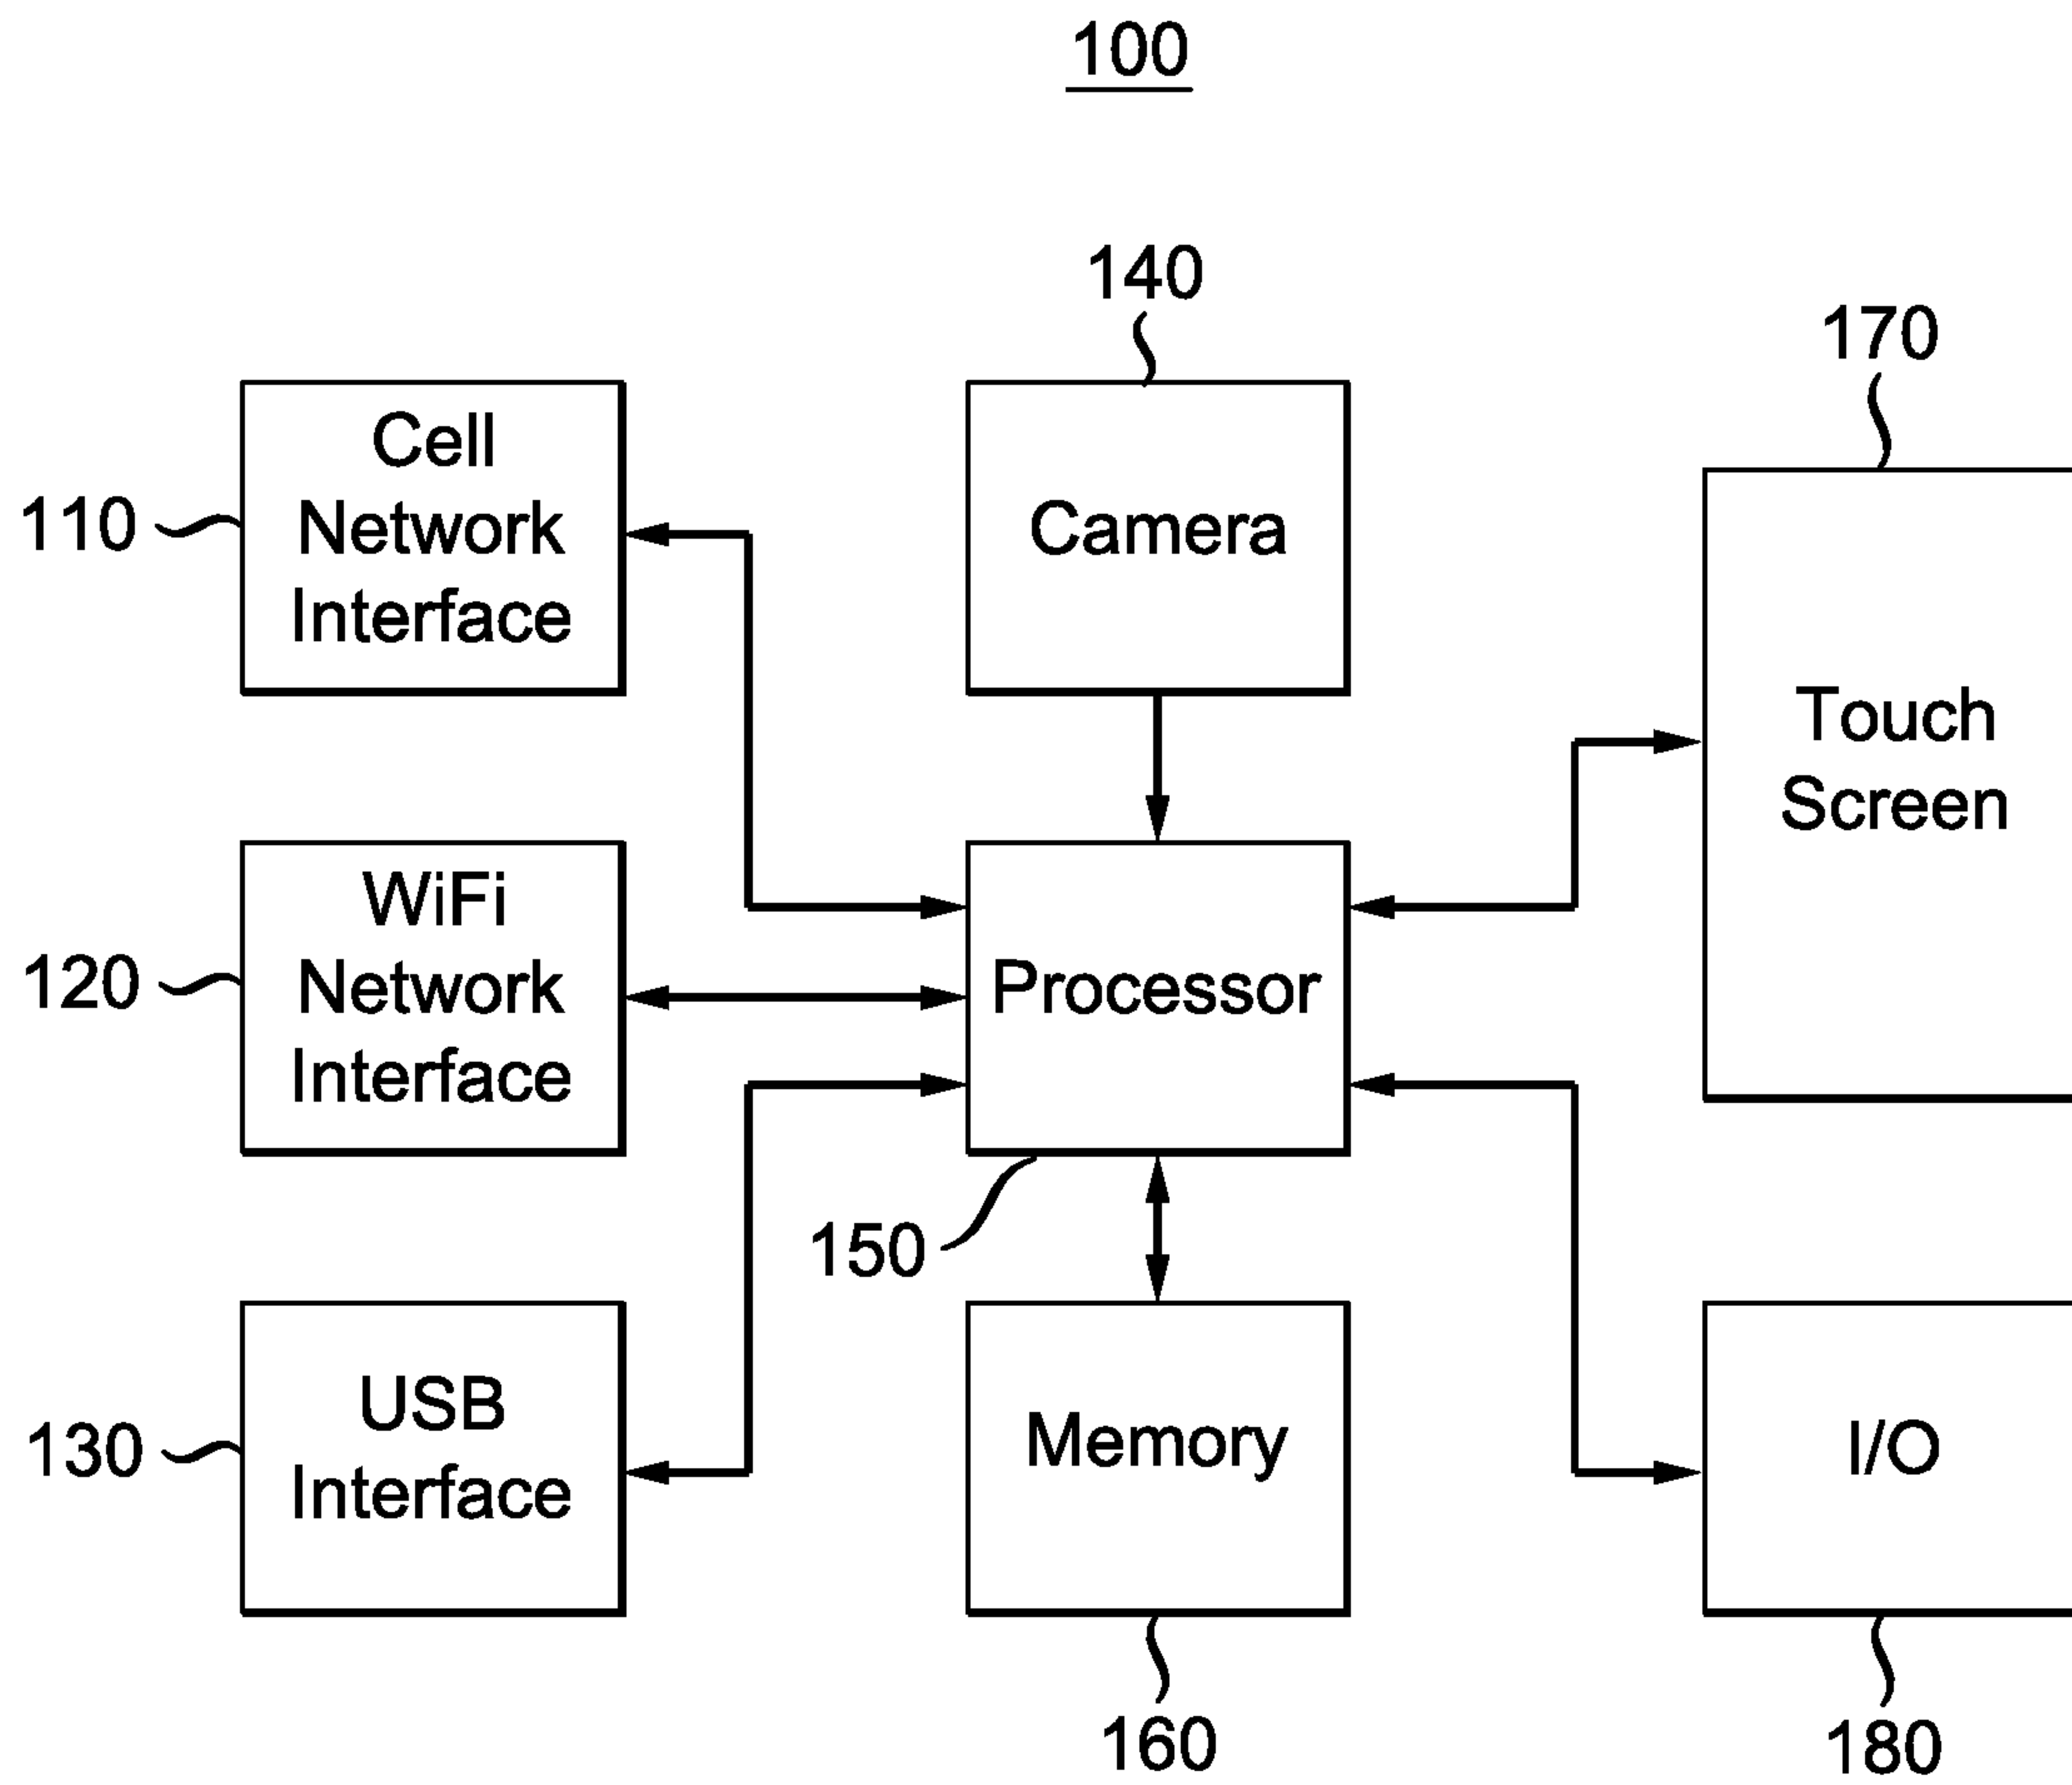 100
140
170
110
Cell
Network
Interface
Camera
Touch
Screen
120
WiFi
Network
Interface
Processor
150
130
USB
Interface
Memory
I/O
160
180